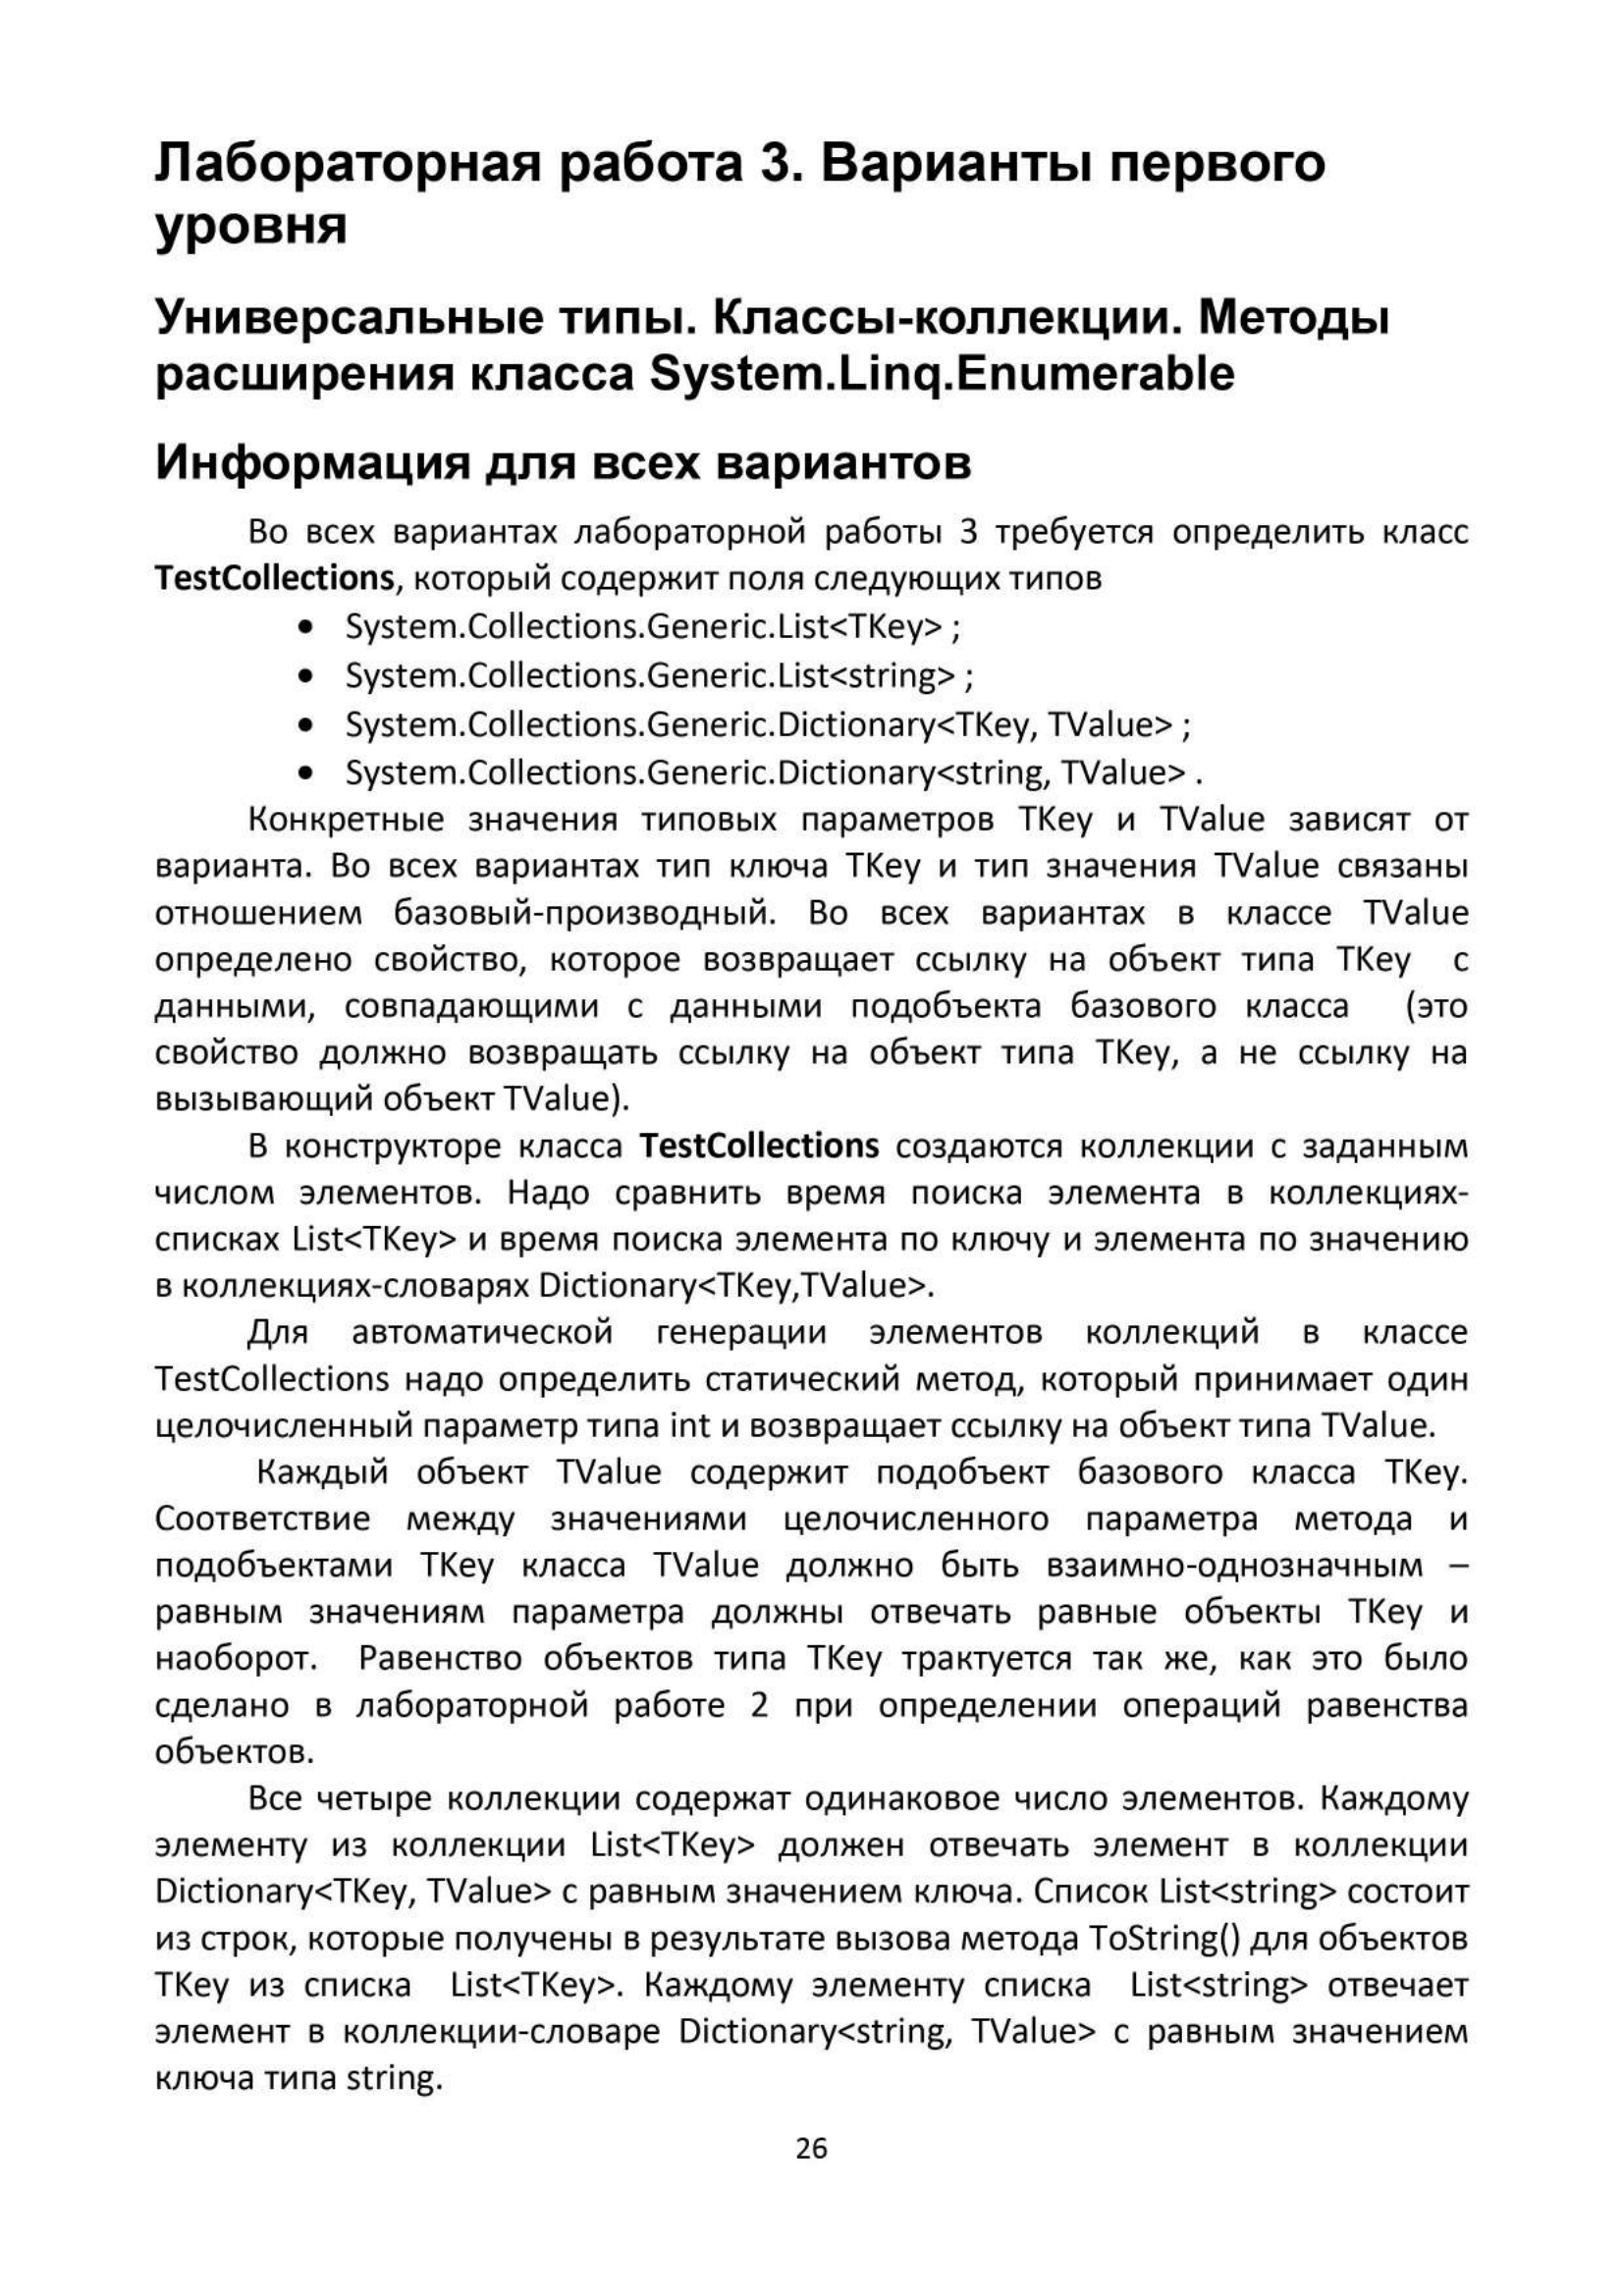 Лабораторная работа 3. Варианты первого
уровня
Универсальные типы. Классы-коллекции. Методы
расширения класса System.Linq.Enumerable
Информация для всех вариантов
Во всех вариантах лабораторной работы 3 требуется определить класс
TestCollections, который содержит поля следующих типов
• System.Collections.Generic.List<TKey> ;
• System.Collections.Generic.List<string> ;
• System.Collections.Generic.Dictionary<TKey, TValue> ;
• System.Collections.Generic.Dictionary<string, TValue> .
Конкретные значения типовых параметров TKey и TValue зависят от
варианта. Во всех вариантах тип ключа TKey и тип значения TValue связаны
отношением базовый-производный. Во всех вариантах в классе TValue
определено свойство, которое возвращает ссылку на объект типа TKey с
данными, совпадающими с данными подобъекта базового класса (это
свойство должно возвращать ссылку на объект типа TKey, а не ссылку на
вызывающий объект TValue).
В конструкторе класса TestCollections создаются коллекции с заданным
числом элементов. Надо сравнить время поиска элемента в коллекциях-
списках List<TKey> и время поиска элемента по ключу и элемента по значению
в коллекциях-словарях Dictionary<TKey,TValue>.
Для автоматической генерации элементов коллекций в классе
TestCollections надо определить статический метод, который принимает один
целочисленный параметр типа int и возвращает ссылку на объект типа TValue.
Каждый объект TValue содержит подобъект базового класса TKey.
Соответствие между значениями целочисленного параметра метода и
подобъектами TKey класса TValue должно быть взаимно-однозначным –
равным значениям параметра должны отвечать равные объекты TKey и
наоборот. Равенство объектов типа TKey трактуется так же, как это было
сделано в лабораторной работе 2 при определении операций равенства
объектов.
Все четыре коллекции содержат одинаковое число элементов. Каждому
элементу из коллекции List<TKey> должен отвечать элемент в коллекции
Dictionary<TKey, TValue> с равным значением ключа. Список List<string> состоит
из строк, которые получены в результате вызова метода ToString() для объектов
TKey из списка List<TKey>. Каждому элементу списка List<string> отвечает
элемент в коллекции-словаре Dictionary<string, TValue> с равным значением
ключа типа string.
26